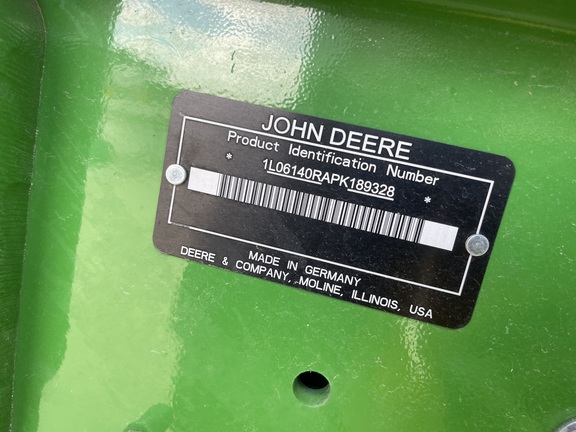 JOHN DEERE
Product Identification Number
* 1L06140RAPK189328 *
MADE IN GERMANY
DEERE & COMPANY, MOLINE, ILLINOIS, USA